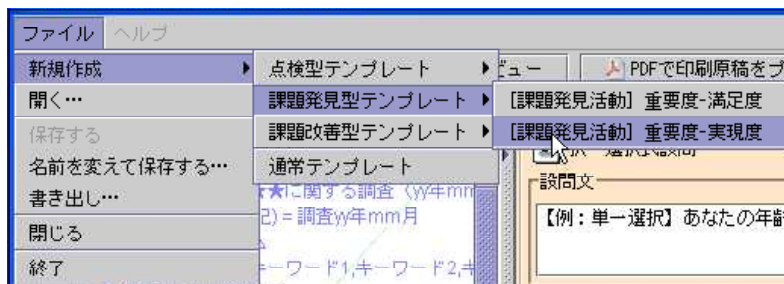 ファイル ヘルプ
新規作成
開く…
保存する
名前を変えて保存する…
書き出し…
閉じる
終了
点検型テンプレート
課題発見型テンプレート
課題改善型テンプレート
通常テンプレート
[課題発見活動] 重要度-満足度
[課題発見活動] 重要度-実現度
ュー
PDFで印刷原稿をプ
★に関する調査（yy年mm
2)=調査yy年mm月
ーワード1,キーワード2,キ
設問文
【例：単一選択】あなたの年齢